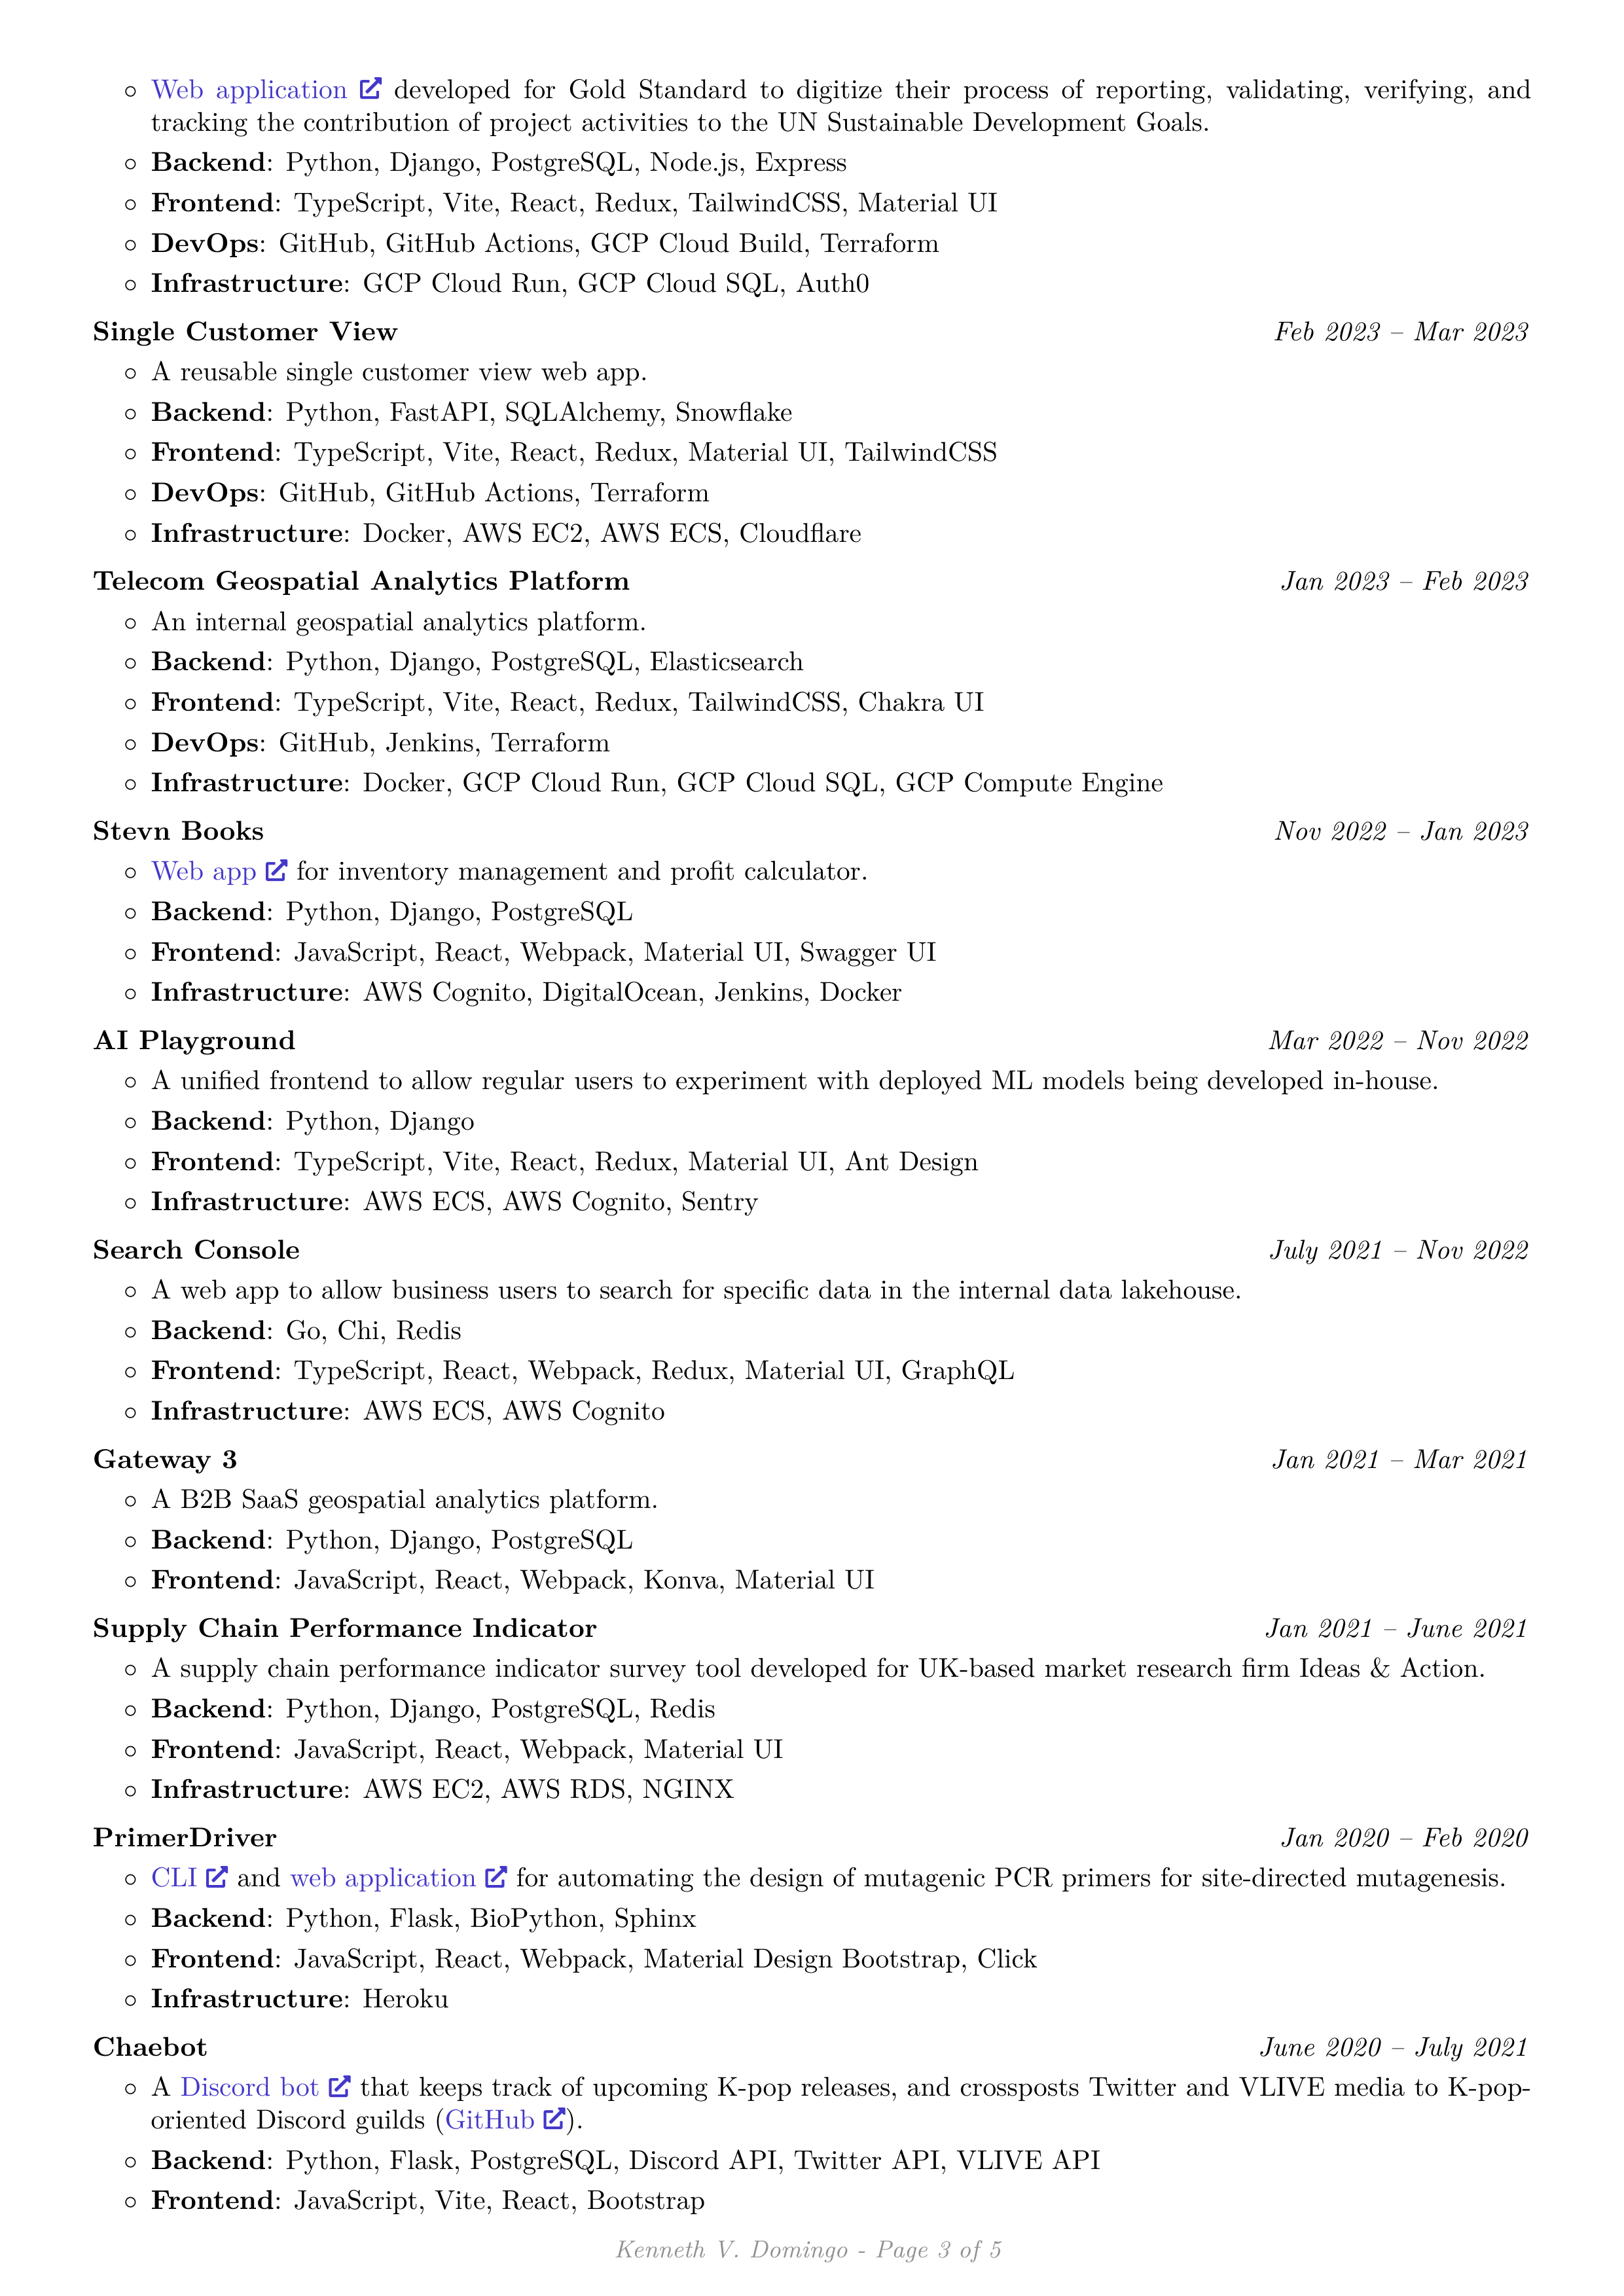 Web application developed for Gold Standard to digitize their process of reporting, validating, verifying, and
tracking the contribution of project activities to the UN Sustainable Development Goals.
Backend: Python, Django, PostgreSQL, Node.js, Express
Frontend: TypeScript, Vite, React, Redux, TailwindCSS, Material UI
DevOps: GitHub, GitHub Actions, GCP Cloud Build, Terraform
Infrastructure: GCP Cloud Run, GCP Cloud SQL, Auth0
Single Customer View Feb 2023 – Mar 2023
A reusable single customer view web app.
Backend: Python, FastAPI, SQLAlchemy, Snowflake
Frontend: TypeScript, Vite, React, Redux, Material UI, TailwindCSS
DevOps: GitHub, GitHub Actions, Terraform
Infrastructure: Docker, AWS EC2, AWS ECS, Cloudflare
Telecom Geospatial Analytics Platform Jan 2023 – Feb 2023
An internal geospatial analytics platform.
Backend: Python, Django, PostgreSQL, Elasticsearch
Frontend: TypeScript, Vite, React, Redux, TailwindCSS, Chakra UI
DevOps: GitHub, Jenkins, Terraform
Infrastructure: Docker, GCP Cloud Run, GCP Cloud SQL, GCP Compute Engine
Stevn Books Nov 2022 – Jan 2023
Web app for inventory management and profit calculator.
Backend: Python, Django, PostgreSQL
Frontend: JavaScript, React, Webpack, Material UI, Swagger UI
Infrastructure: AWS Cognito, DigitalOcean, Jenkins, Docker
AI Playground Mar 2022 – Nov 2022
A unified frontend to allow regular users to experiment with deployed ML models being developed in-house.
Backend: Python, Django
Frontend: TypeScript, Vite, React, Redux, Material UI, Ant Design
Infrastructure: AWS ECS, AWS Cognito, Sentry
Search Console July 2021 – Nov 2022
A web app to allow business users to search for specific data in the internal data lakehouse.
Backend: Go, Chi, Redis
Frontend: TypeScript, React, Webpack, Redux, Material UI, GraphQL
Infrastructure: AWS ECS, AWS Cognito
Gateway 3 Jan 2021 – Mar 2021
A B2B SaaS geospatial analytics platform.
Backend: Python, Django, PostgreSQL
Frontend: JavaScript, React, Webpack, Konva, Material UI
Supply Chain Performance Indicator Jan 2021 – June 2021
A supply chain performance indicator survey tool developed for UK-based market research firm Ideas & Action.
Backend: Python, Django, PostgreSQL, Redis
Frontend: JavaScript, React, Webpack, Material UI
Infrastructure: AWS EC2, AWS RDS, NGINX
PrimerDriver Jan 2020 – Feb 2020
CLI and web application for automating the design of mutagenic PCR primers for site-directed mutagenesis.
Backend: Python, Flask, BioPython, Sphinx
Frontend: JavaScript, React, Webpack, Material Design Bootstrap, Click
Infrastructure: Heroku
Chaebot June 2020 – July 2021
A Discord bot that keeps track of upcoming K-pop releases, and crossposts Twitter and VLIVE media to K-pop-
oriented Discord guilds (GitHub).
Backend: Python, Flask, PostgreSQL, Discord API, Twitter API, VLIVE API
Frontend: JavaScript, Vite, React, Bootstrap
Kenneth V. Domingo - Page 3 of 5